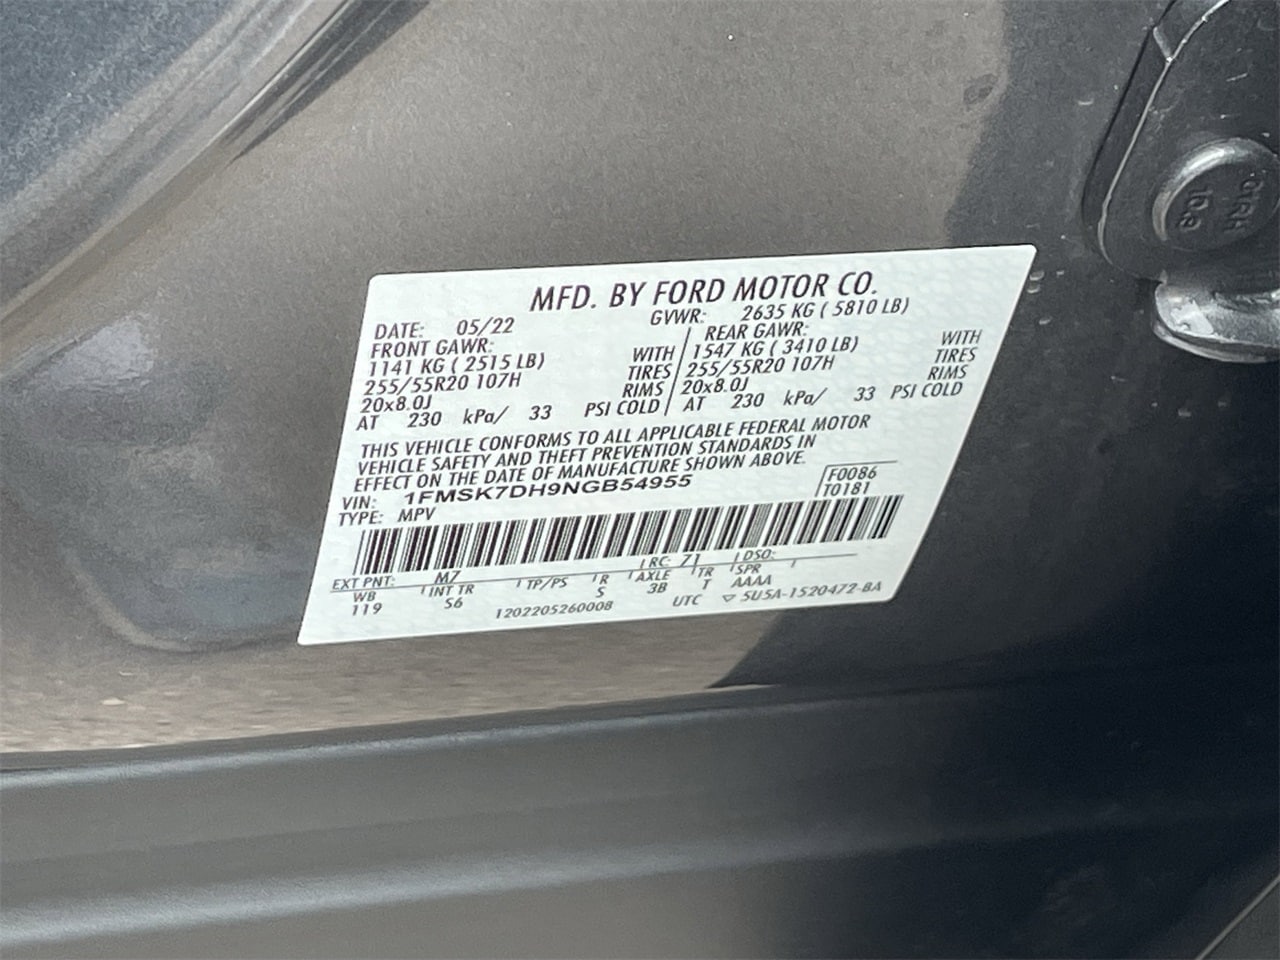 MFD. BY FORD MOTOR CO.
DATE: 05/22 GVWR: 2635 KG ( 5810 LB)
FRONT GAWR: REAR GAWR:
1141 KG ( 2515 LB) WITH 1547 KG ( 3410 LB) WITH
255/55R20 107H TIRES 255/55R20 107H TIRES
20x8.0J RIMS 20x8.0J RIMS
AT 230 kPa/ 33 PSI COLD AT 230 kPa/ 33 PSI COLD
THIS VEHICLE CONFORMS TO ALL APPLICABLE FEDERAL MOTOR
VEHICLE SAFETY AND THEFT PREVENTION STANDARDS IN
EFFECT ON THE DATE OF MANUFACTURE SHOWN ABOVE.
VIN: 1FMSK7DH9NGB54955 F0086
TYPE: MPV T0181
EXT PNT: M7 RC: 71 DSO:
WB INT TR TP/PS R AXLE TR SPR
119 S6 S 3B T AAAA
1202205260008 UTC ▽ 5U5A-1520472-BA
10.8